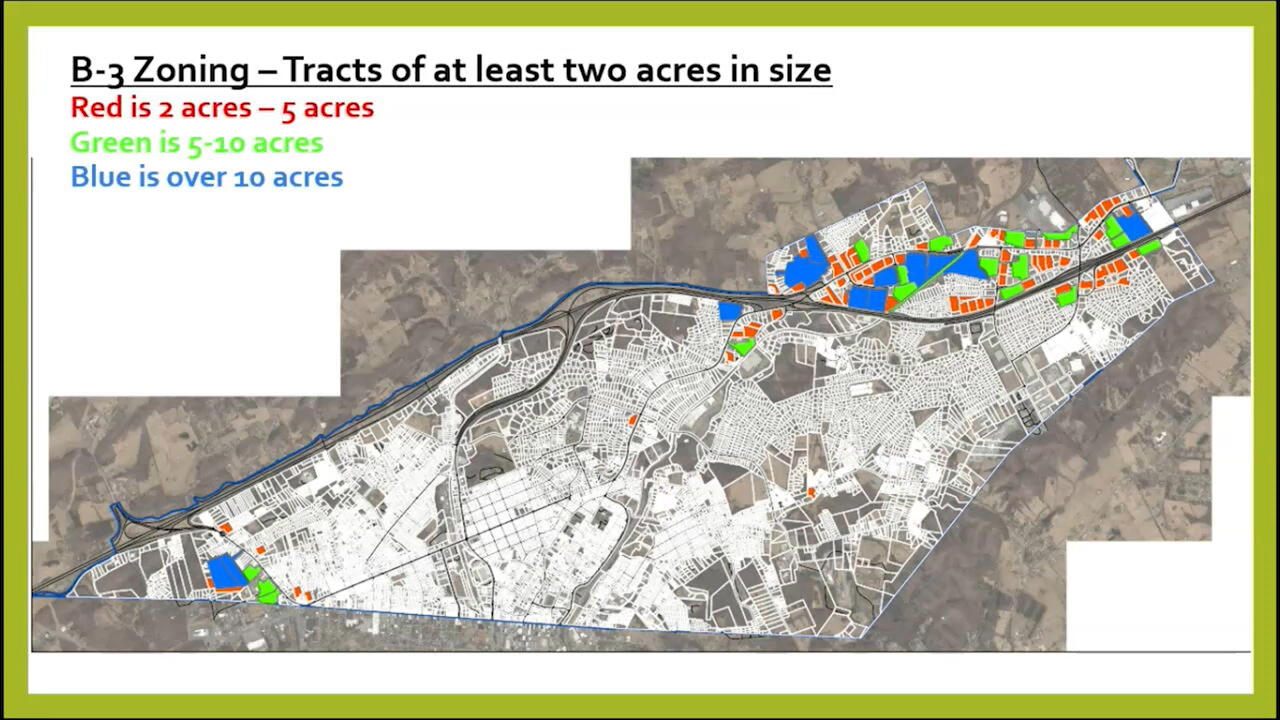 B-3 Zoning – Tracts of at least two acres in size
Red is 2 acres – 5 acres
Green is 5-10 acres
Blue is over 10 acres